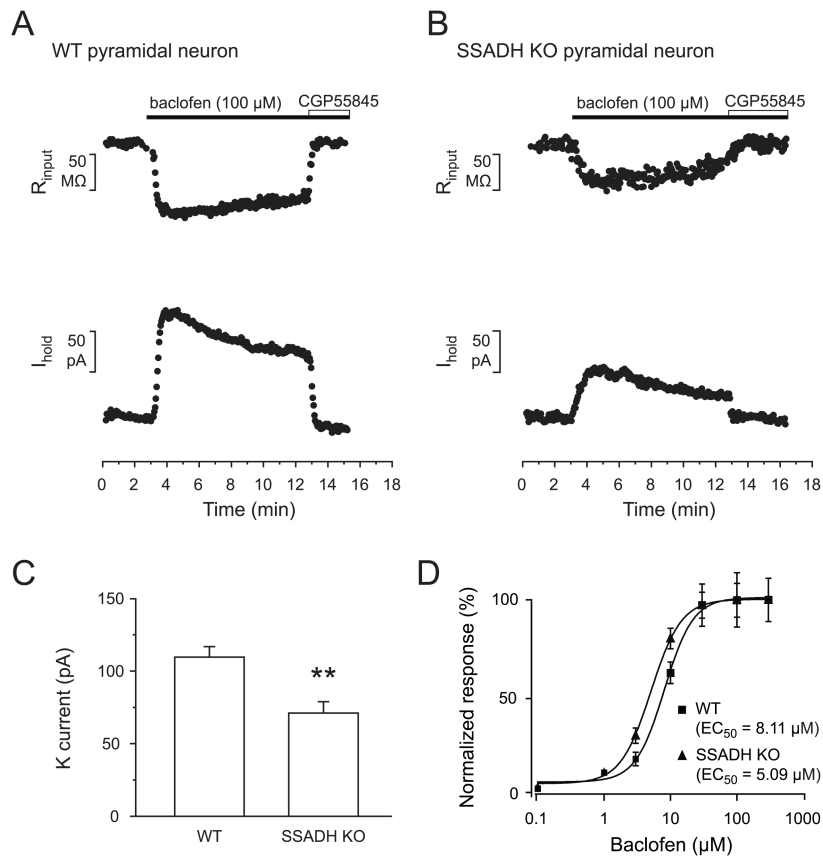 A
WT pyramidal neuron
baclofen (100 µM)
CGP55845
R input
50
MΩ
I hold
50
pA
0 2 4 6 8 10 12 14 16 18
Time (min)
B
SSADH KO pyramidal neuron
baclofen (100 µM)
CGP55845
R input
50
MΩ
I hold
50
pA
0 2 4 6 8 10 12 14 16 18
Time (min)
C
K current (pA)
150
100
50
0
**
WT
SSADH KO
D
Normalized response (%)
100
50
0
WT
(EC50 = 8.11 µM)
SSADH KO
(EC50 = 5.09 µM)
0.1 1 10 100 1000
Baclofen (µM)